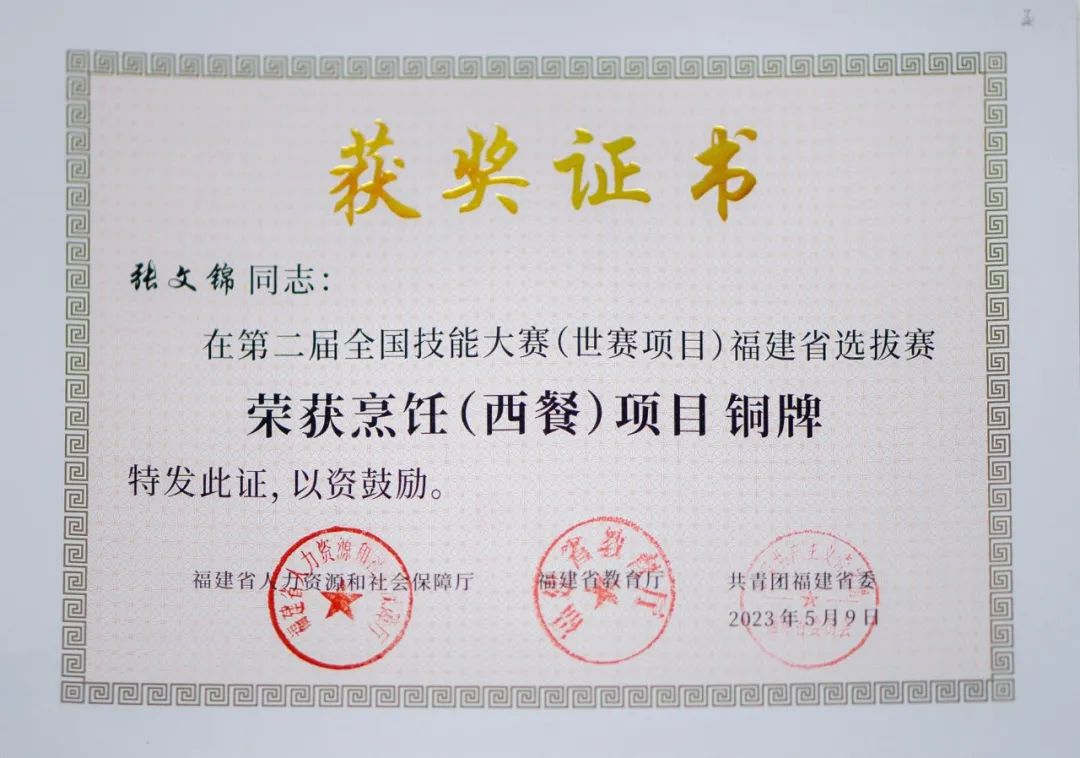 获奖证书
张文锦同志：
在第二届全国技能大赛(世赛项目)福建省选拔赛
荣获烹饪(西餐)项目 铜牌
特发此证，以资鼓励。
福建省人力资源和社会保障厅
福建省教育厅
共青团福建省委
2023年5月9日